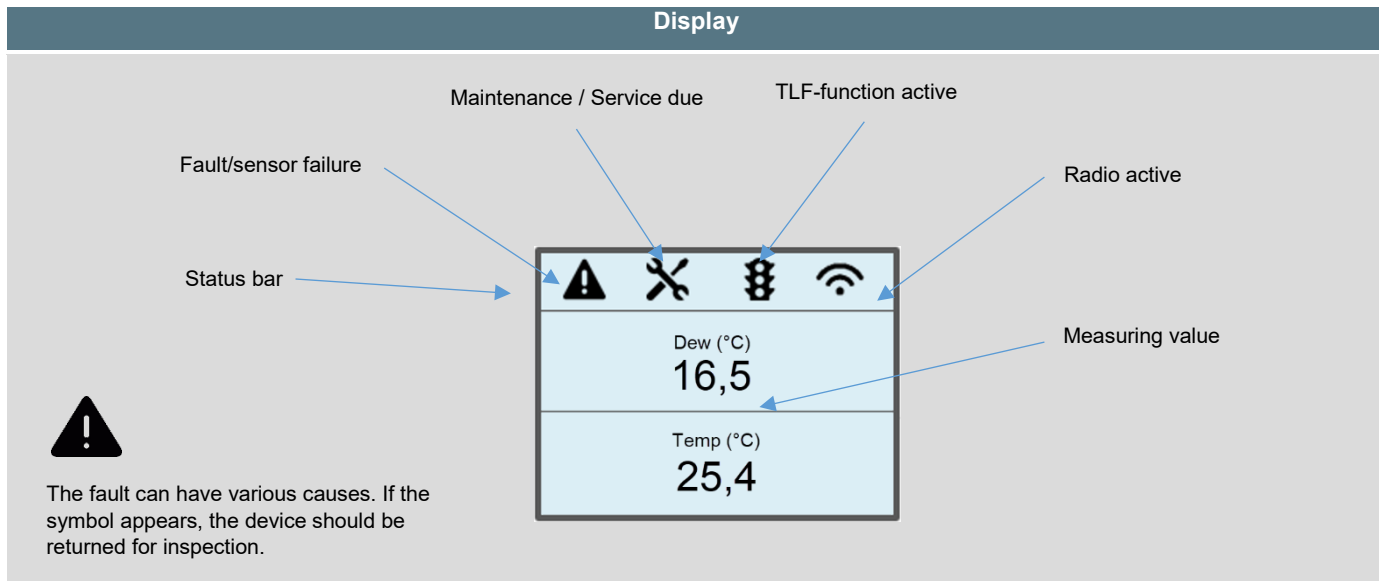 Display
Maintenance / Service due
TLF-function active
Fault/sensor failure
Radio active
Status bar
Measuring value
Dew (°C)
16,5
Temp (°C)
25,4
The fault can have various causes. If the
symbol appears, the device should be
returned for inspection.